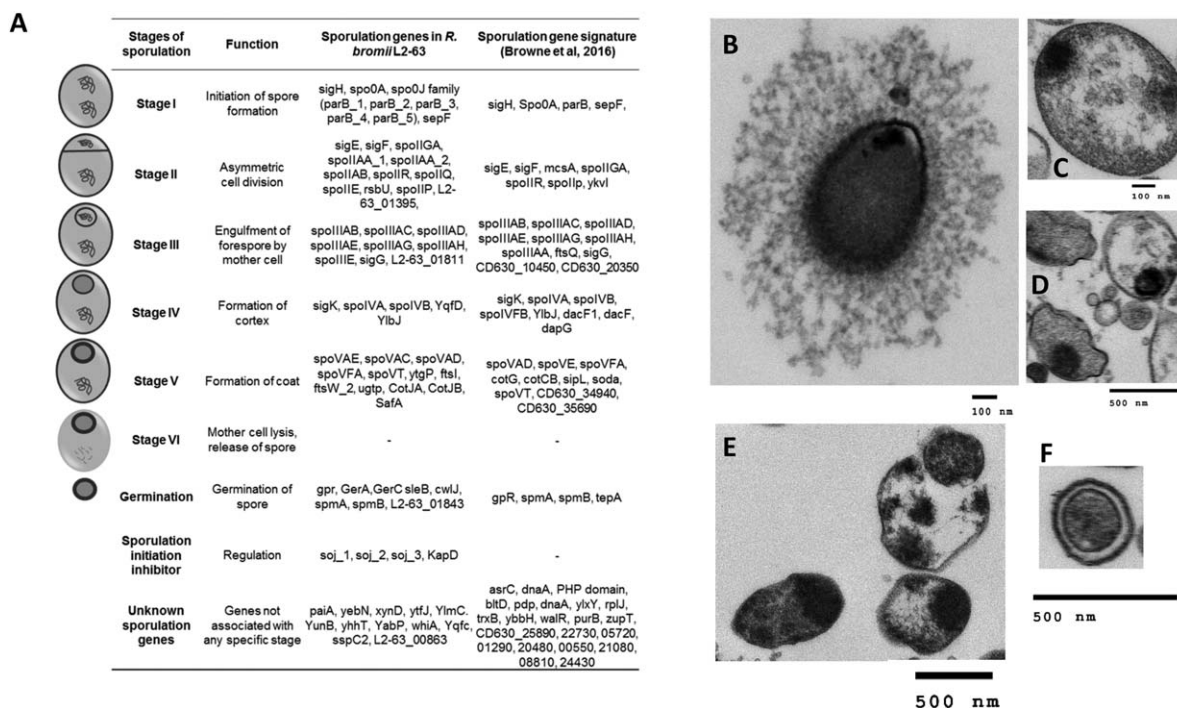 A
Stages of sporulation
Function
Sporulation genes in R. bromii L2-63
Sporulation gene signature (Browne et al, 2016)
Stage I
Initiation of spore
formation
sigH, spo0A, spo0J family
(parB_1, parB_2, parB_3,
parB_4, parB_5), sepF
sigH, Spo0A, parB, sepF,
Stage II
Asymmetric
cell division
sigE, sigF, spoIIGA,
spoIIAA_1, spoIIAA_2,
spoIIAB, spoIIR, spoIIQ,
spoIIE, rsbU, spoIIP, L2-
63_01395,
sigE, sigF, mcsA, spoIIGA,
spoIIR, spoIIp, ykvI
Stage III
Engulfment of
forespore by
mother cell
spoIIIAB, spoIIIAC, spoIIIAD,
spoIIIAE, spoIIIAG, spoIIIAH,
spoIIIE, sigG, L2-63_01811
spoIIIAB, spoIIIAC, spoIIIAD,
spoIIIAE, spoIIIAG, spoIIIAH,
spoIIIAA, ftsQ, sigG,
CD630_10450, CD630_20350
Stage IV
Formation of
cortex
sigK, spoIVA, spoIVB, YqfD,
YlbJ
sigK, spoIVA, spoIVB,
spoIVFB, YlbJ, dacF1, dacF,
dapG
Stage V
Formation of coat
spoVAE, spoVAC, spoVAD,
spoVFA, spoVT, ytgP, ftsI,
ftsW_2, ugtp, CotJA, CotJB,
SafA
spoVAD, spoVE, spoVFA,
cotG, cotCB, sipL, soda,
spoVT, CD630_34940,
CD630_35690
Stage VI
Mother cell lysis,
release of spore
-
-
Germination
Germination of
spore
gpr, GerA,GerC sleB, cwlJ,
spmA, spmB, L2-63_01843
gpR, spmA, spmB, tepA
Sporulation
initiation
inhibitor
Regulation
soj_1, soj_2, soj_3, KapD
-
Unknown
sporulation
genes
Genes not
associated with
any specific stage
paiA, yebN, xynD, ytfJ, YlmC.
YunB, yhhT, YabP, whiA, Yqfc,
sspC2, L2-63_00863
asrC, dnaA, PHP domain,
bltD, pdp, dnaA, ylxY, rplJ,
trxB, ybbH, walR, purB, zupT,
CD630_25890, 22730, 05720,
01290, 20480, 00550, 21080,
08810, 24430
B
100 nm
C
100 nm
D
500 nm
E
500 nm
F
500 nm